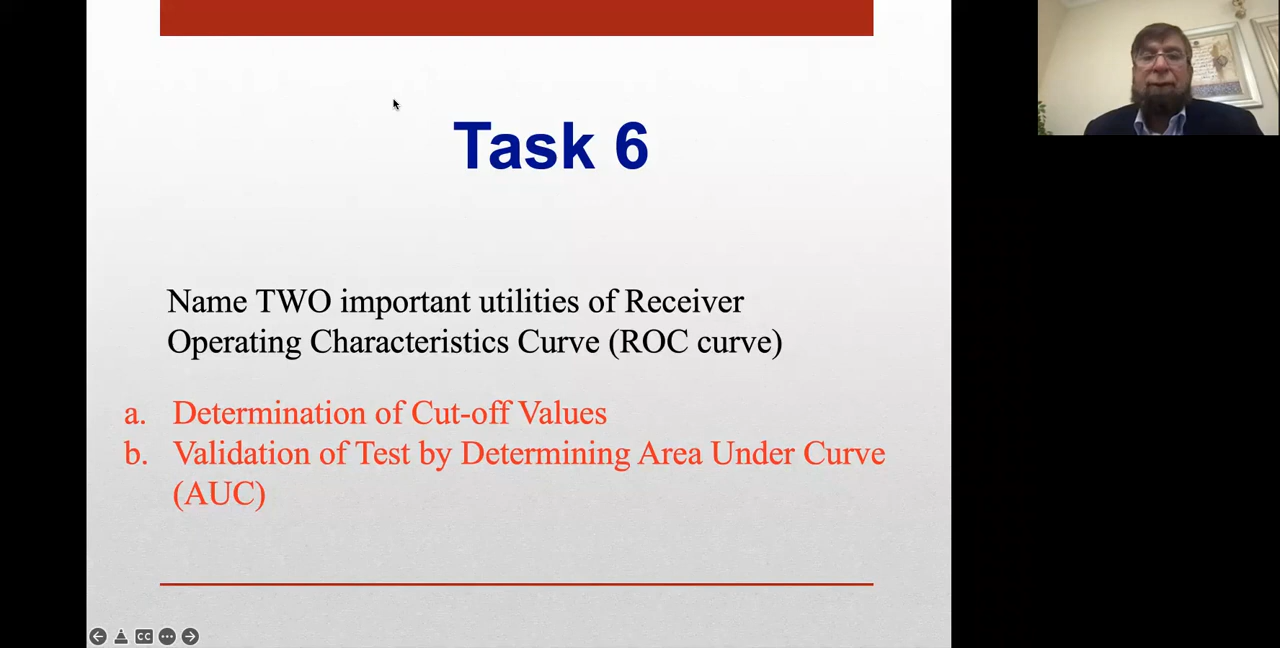 Task 6
Name TWO important utilities of Receiver
Operating Characteristics Curve (ROC curve)
a. Determination of Cut-off Values
b. Validation of Test by Determining Area Under Curve
(AUC)
CC